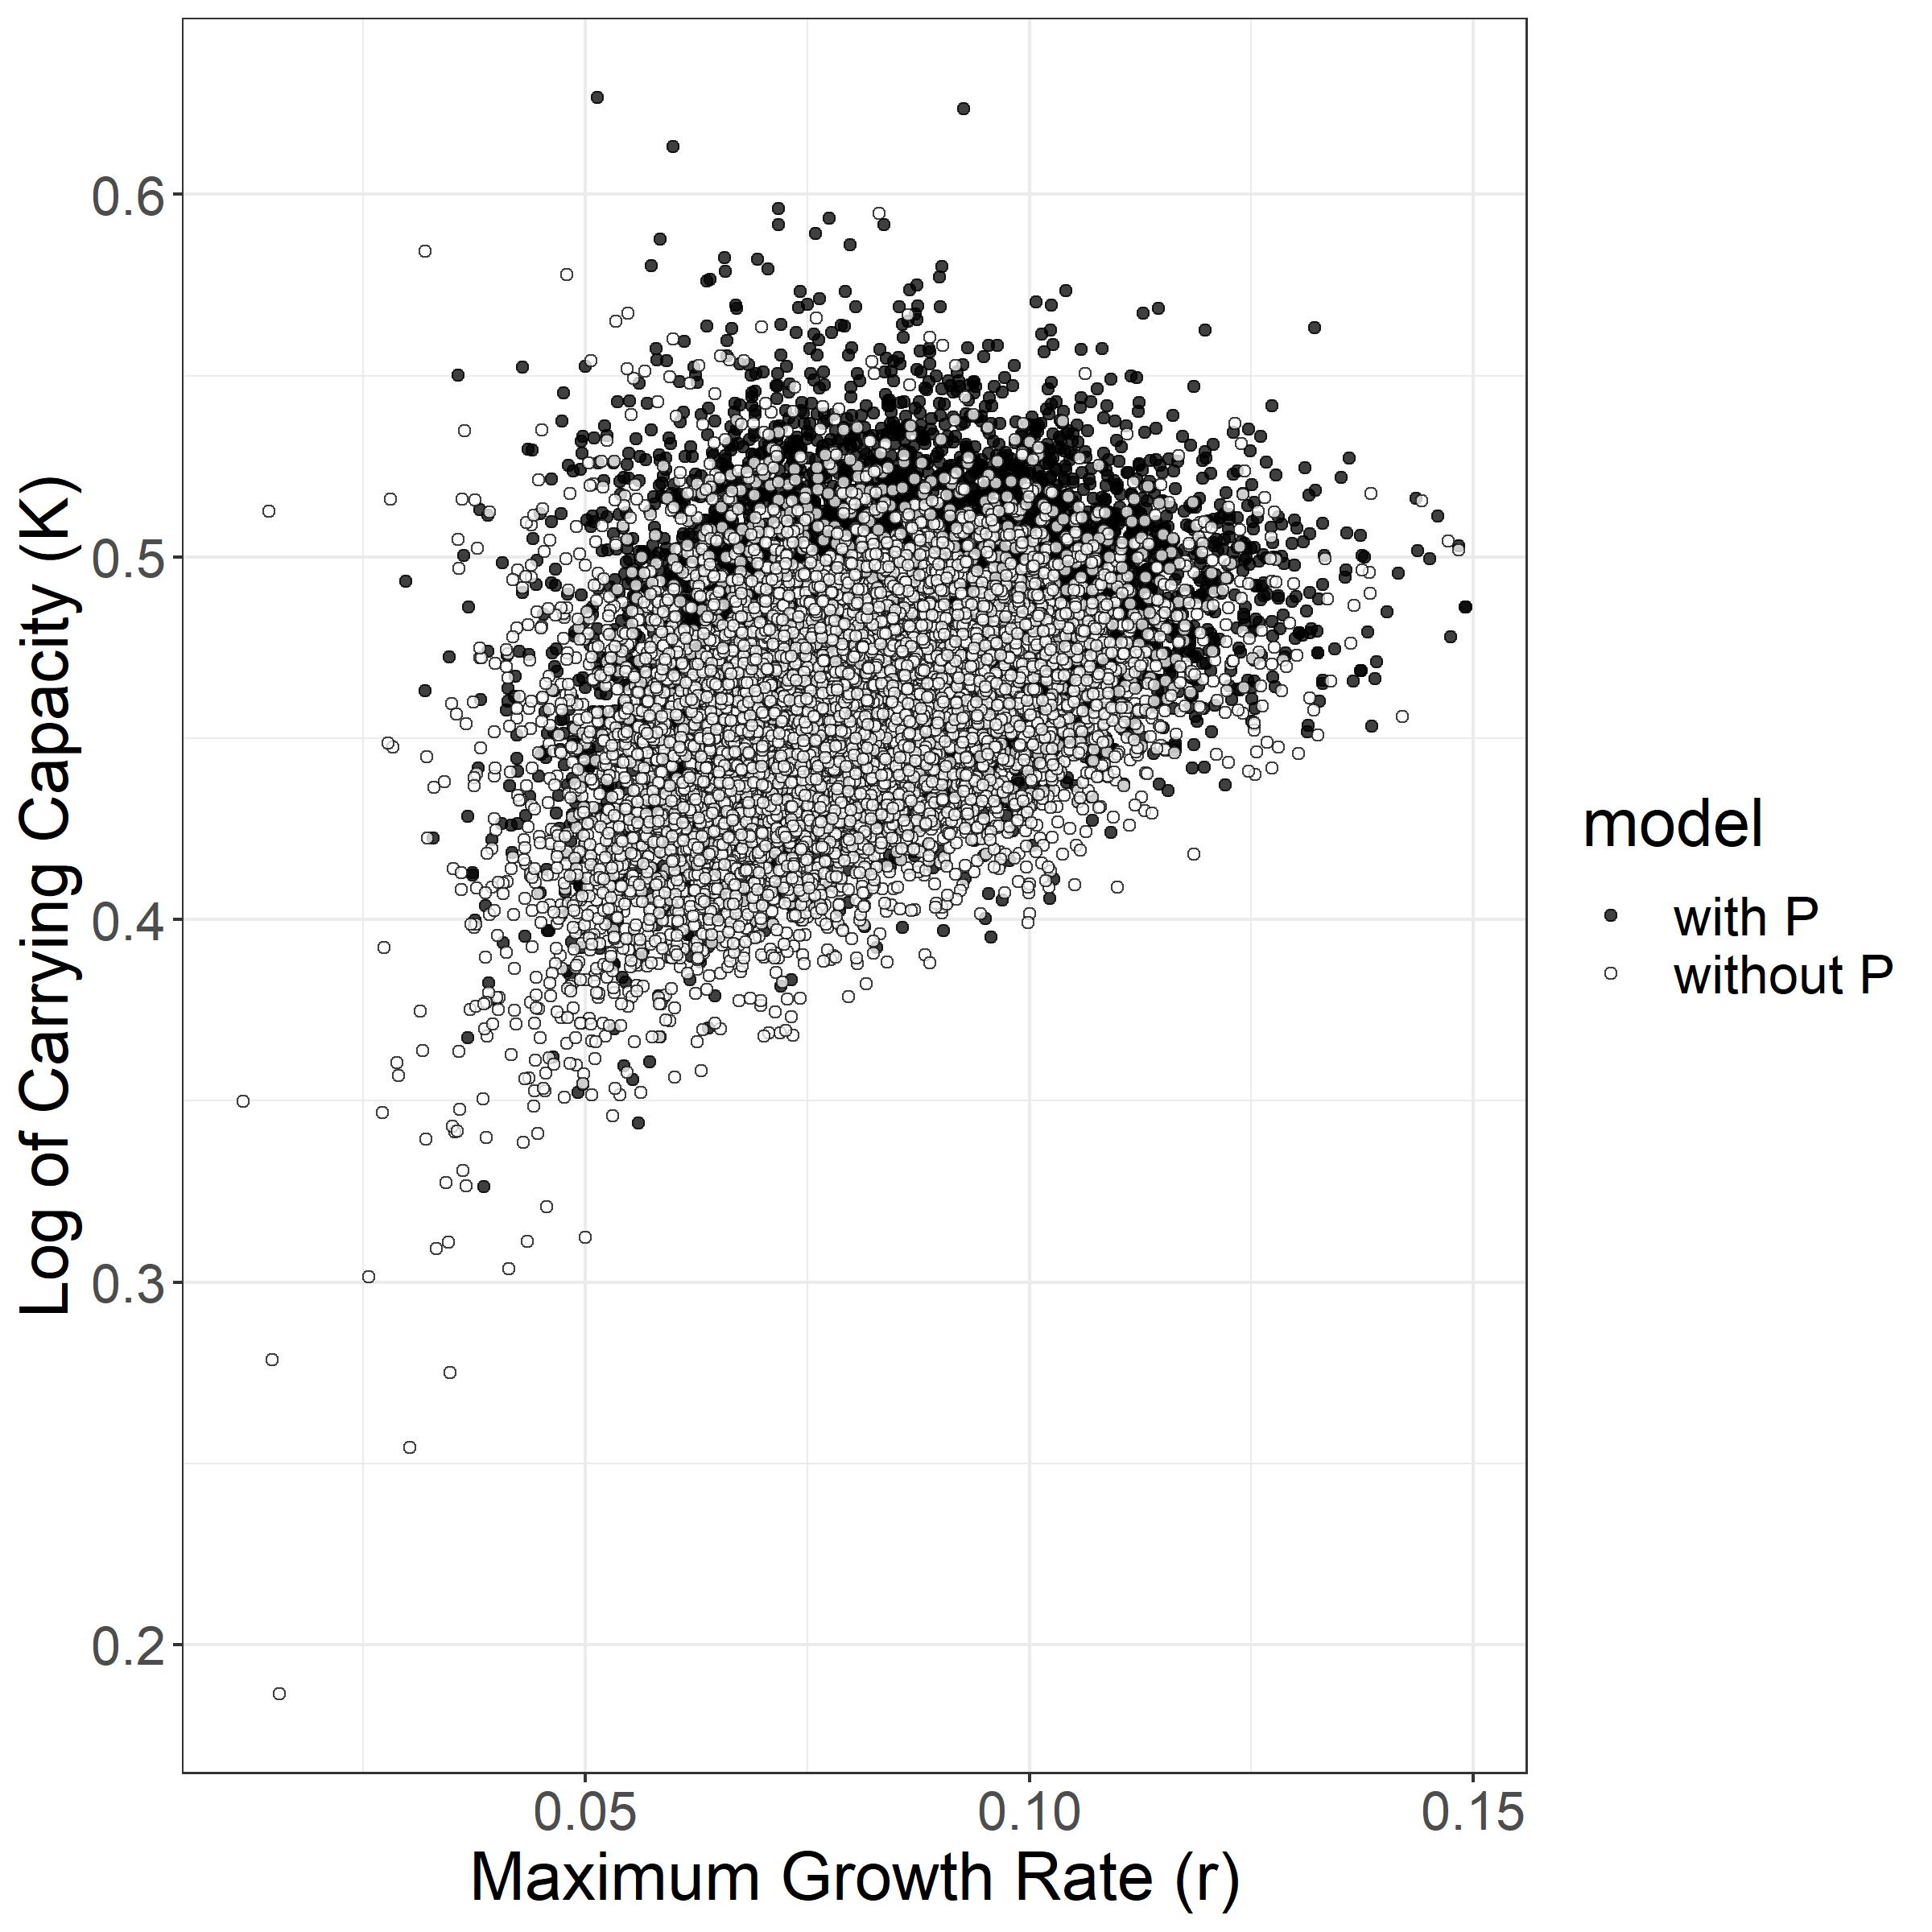 Log of Carrying Capacity (K)
0.6
0.5
0.4
0.3
0.2
0.05 0.10 0.15
Maximum Growth Rate (r)
model
with P
without P